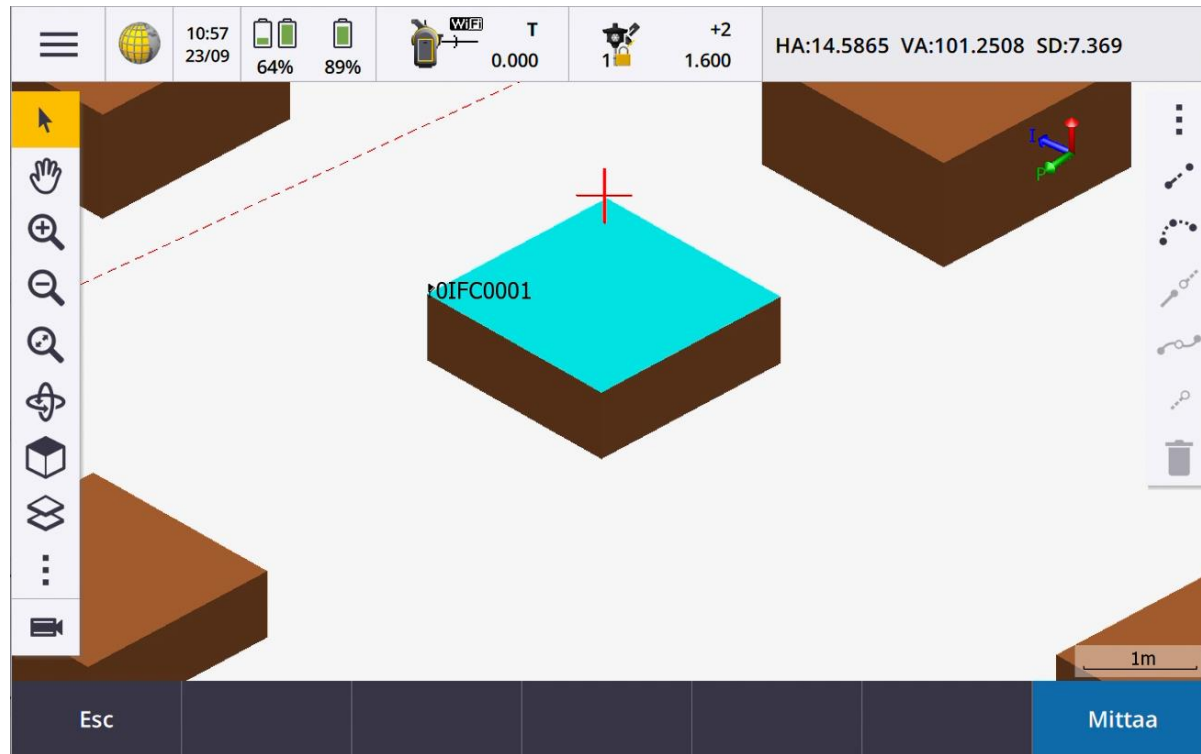 10:57
23/09
64%
89%
WiFi
T
0.000
1
+2
1.600
HA:14.5865 VA:101.2508 SD:7.369
I
P
0IFC0001
1m
Esc
Mittaa